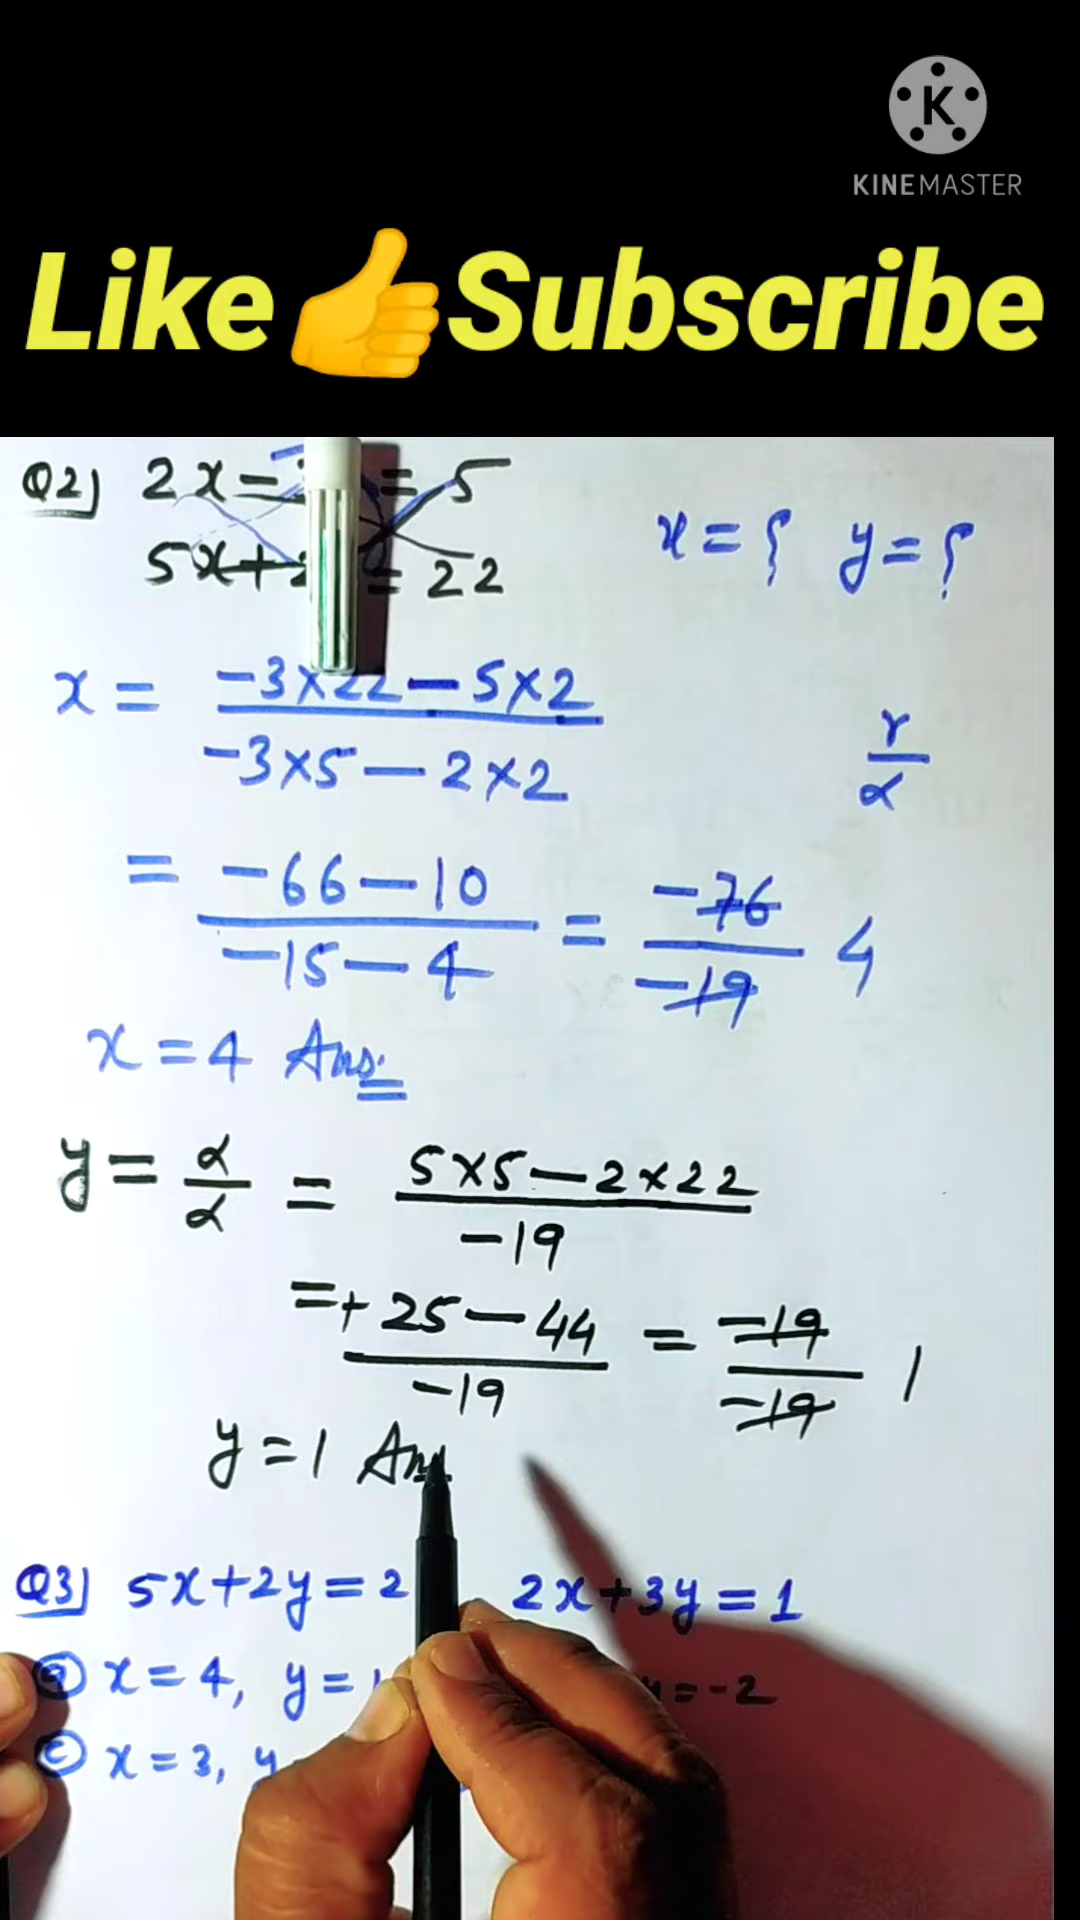 KINEMASTER
Like👍Subscribe
Q2) 2x- = 5
5x+2 = 22
x=? y=?
x = -3×22-5×2 / -3×5-2×2
r/α
= -66-10 / -15-4 = -76/-19 4
x=4 Ans.
y = α/α = 5×5-2×22 / -19
= +25-44 / -19 = -19/-19 1
y=1 Ans
Q3) 5x+2y=2 2x+3y=1
ⓐ x=4, y= y=-2
ⓒ x=3, y